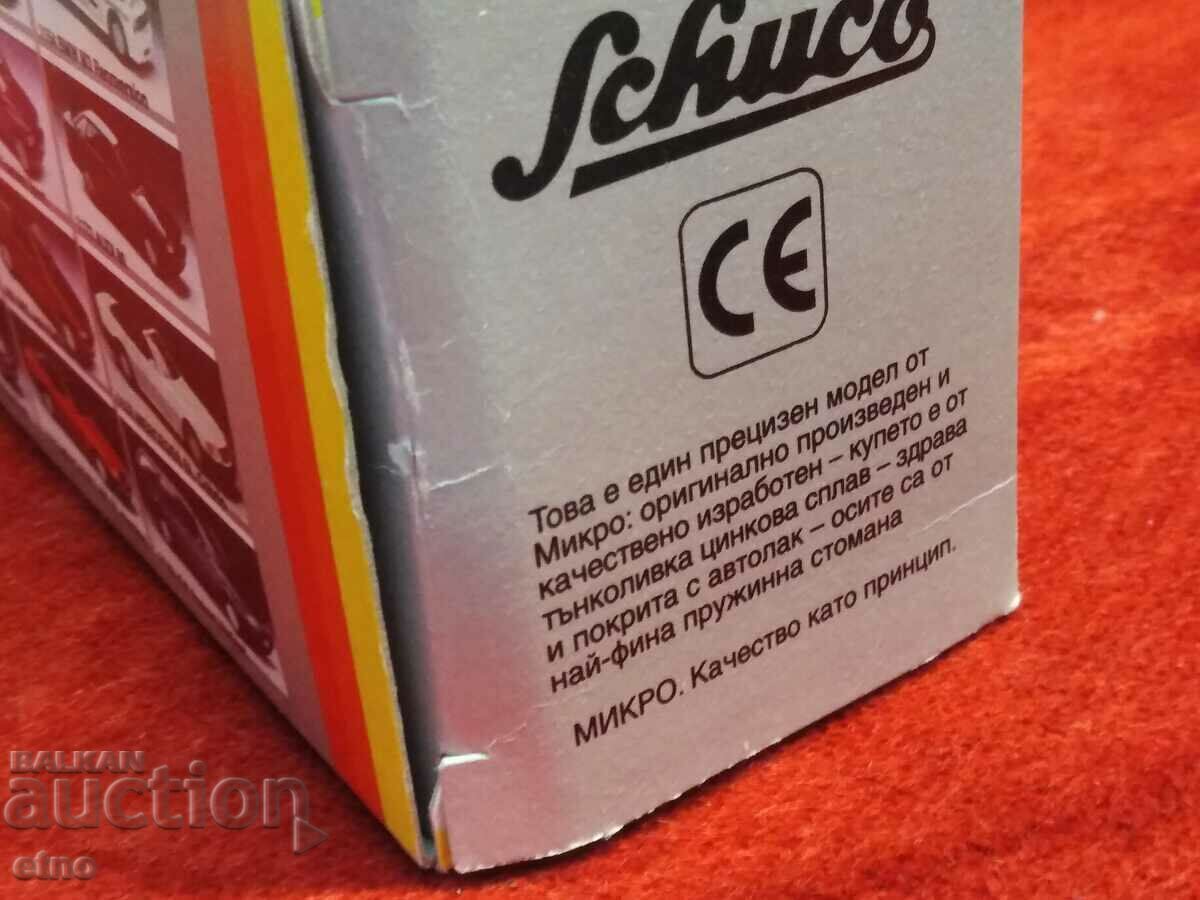 Schuco
CE
Това е един прецизен модел от
Микро: оригинално произведен и
качествено изработен – купето е от
тънколивка цинкова сплав – здрава
и покрита с автолак – осите са от
най-фина пружинна стомана
МИКРО. Качество като принцип.
BALKAN
auction
etno